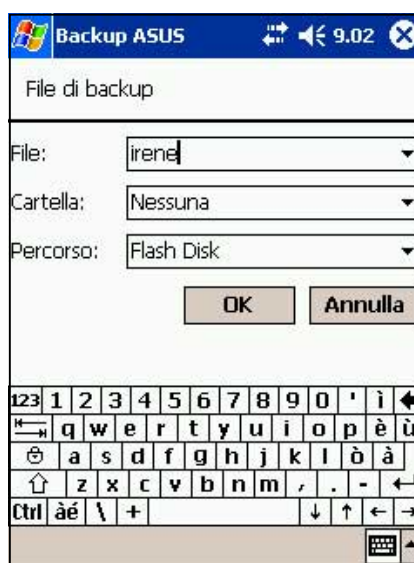 Backup ASUS 9.02
File di backup
File: irene
Cartella: Nessuna
Percorso: Flash Disk
OK Annulla
123 1 2 3 4 5 6 7 8 9 0 ' ì
q w e r t y u i o p è ù
a s d f g h j k l ò à
z x c v b n m , . -
Ctrl àé \ +